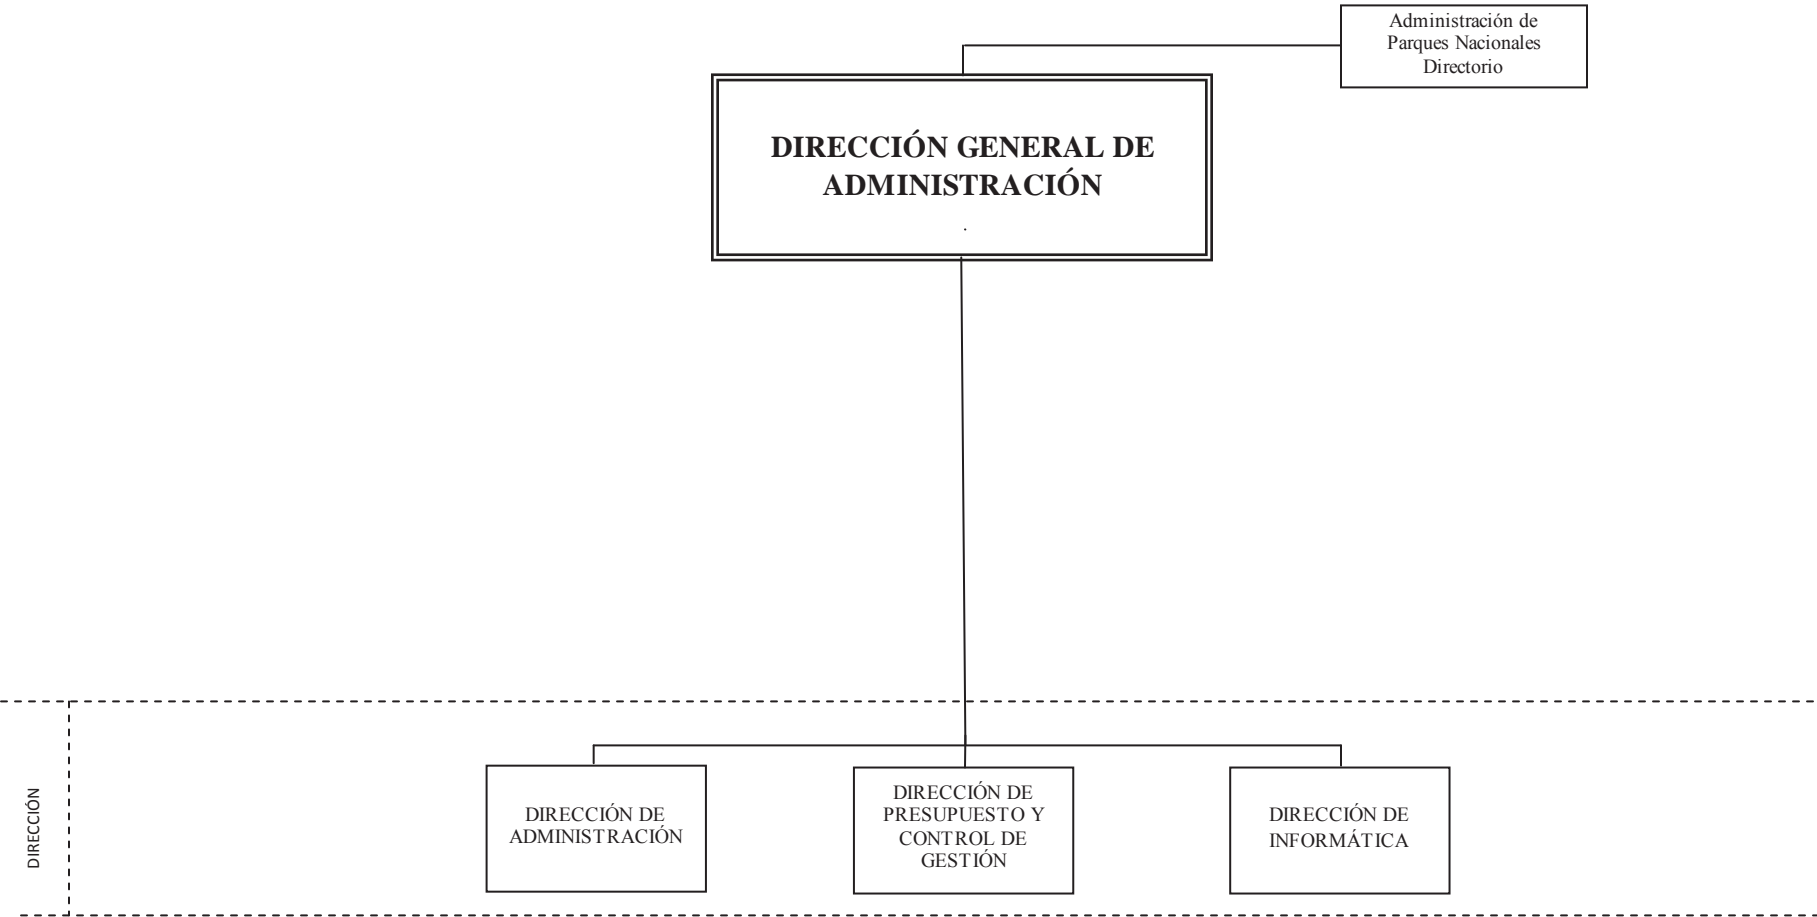 Administración de
Parques Nacionales
Directorio
DIRECCIÓN GENERAL DE
ADMINISTRACIÓN
.
DIRECCIÓN
DIRECCIÓN DE
ADMINISTRACIÓN
DIRECCIÓN DE
PRESUPUESTO Y
CONTROL DE
GESTIÓN
DIRECCIÓN DE
INFORMÁTICA